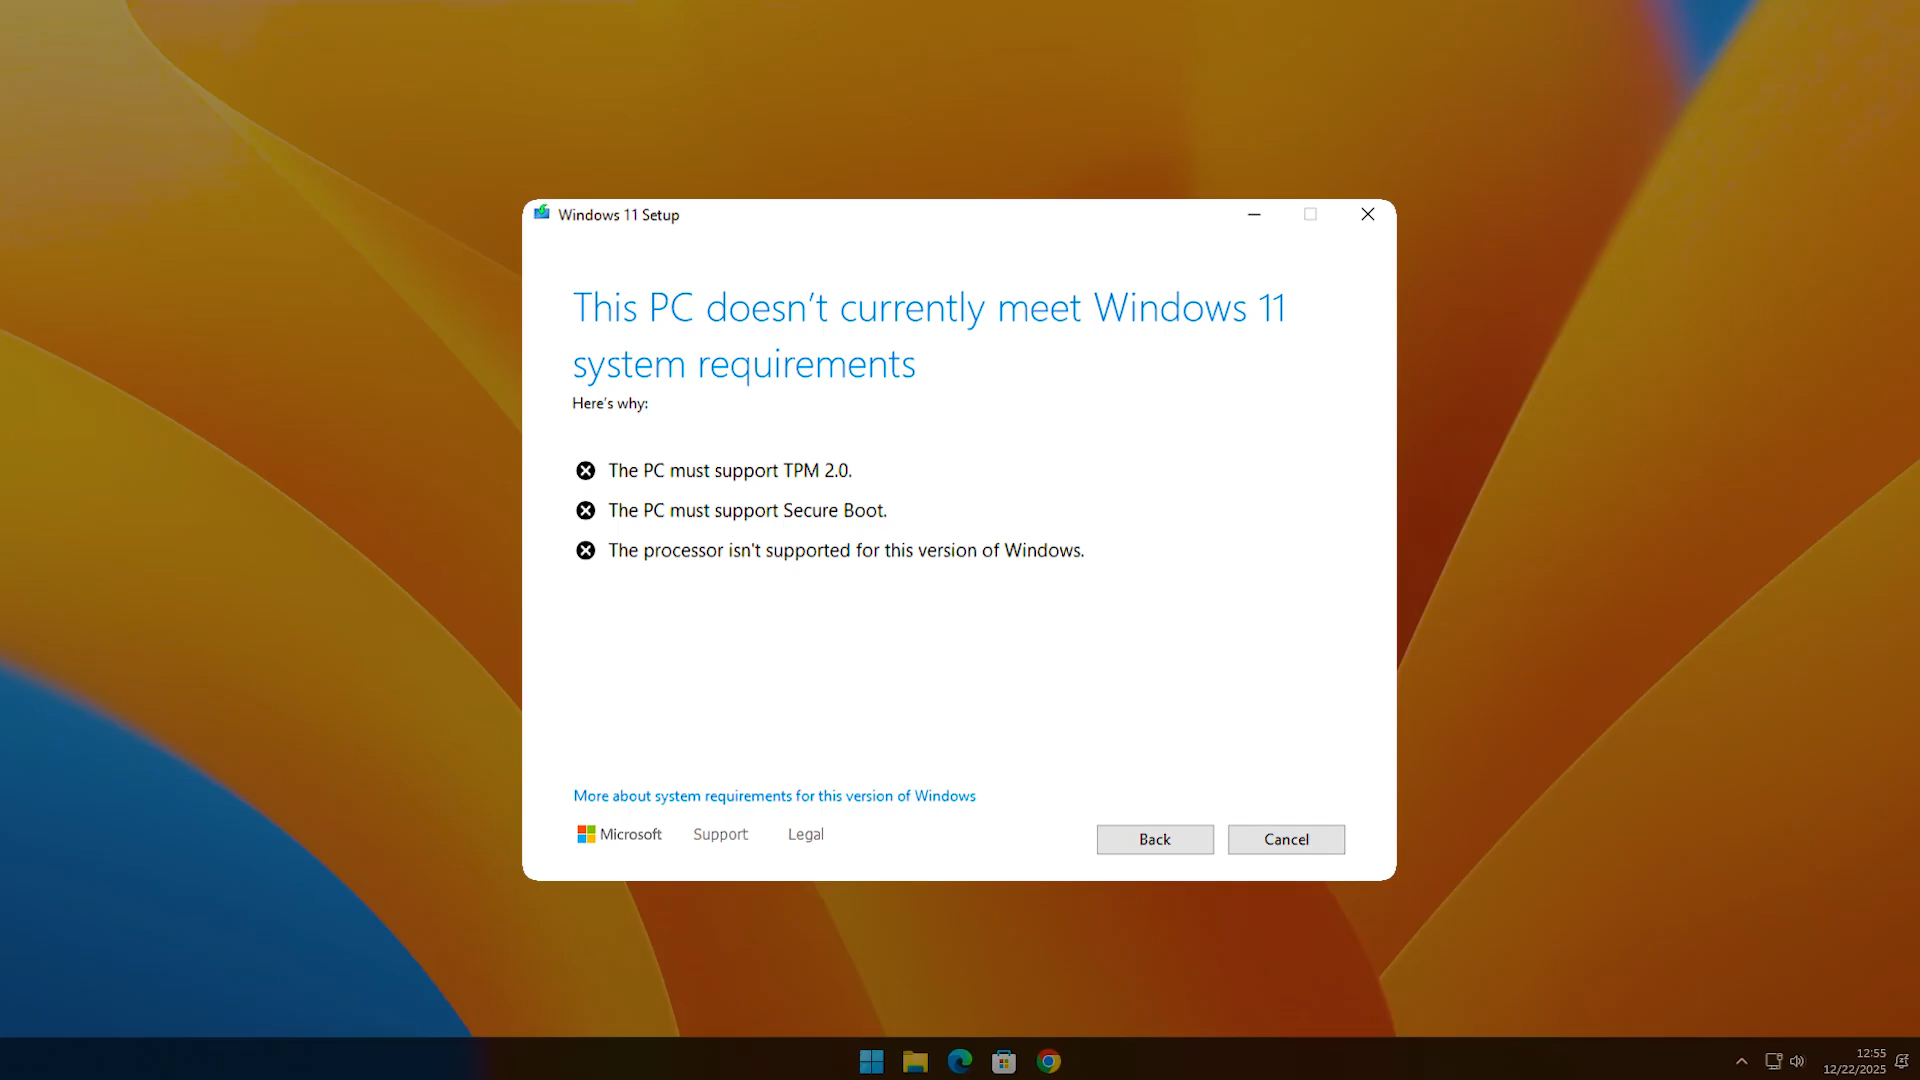 Windows 11 Setup
This PC doesn’t currently meet Windows 11
system requirements
Here’s why:
The PC must support TPM 2.0.
The PC must support Secure Boot.
The processor isn't supported for this version of Windows.
More about system requirements for this version of Windows
Microsoft Support Legal
Back Cancel
12:55
12/22/2025